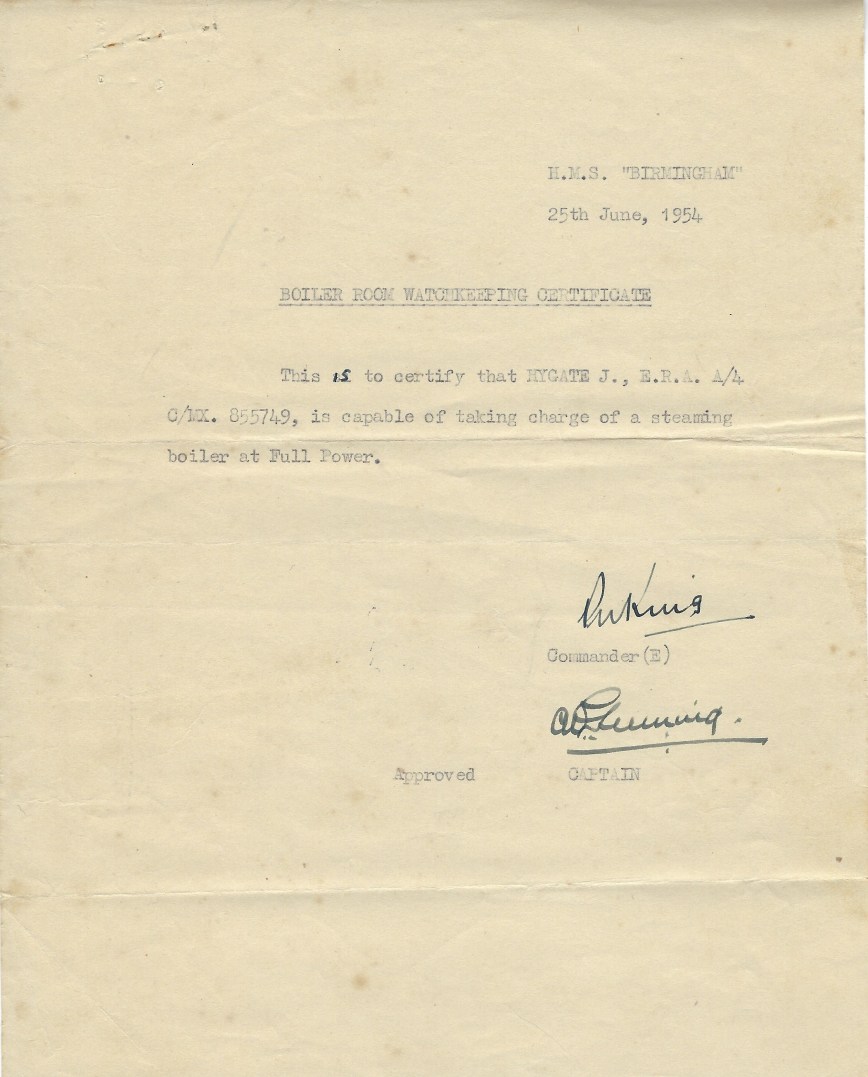 H.M.S. "BIRMINGHAM"
25th June, 1954
BOILER ROOM WATCHKEEPING CERTIFICATE
This is to certify that HYGATE J., E.R.A. A/4
C/MX. 855749, is capable of taking charge of a steaming
boiler at Full Power.
Commander(E)
Approved CAPTAIN